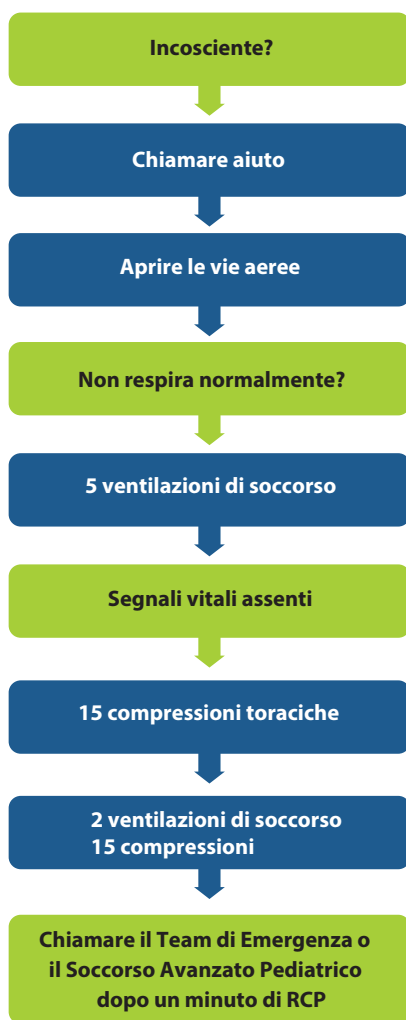 Incosciente?
Chiamare aiuto
Aprire le vie aeree
Non respira normalmente?
5 ventilazioni di soccorso
Segnali vitali assenti
15 compressioni toraciche
2 ventilazioni di soccorso
15 compressioni
Chiamare il Team di Emergenza o
il Soccorso Avanzato Pediatrico
dopo un minuto di RCP